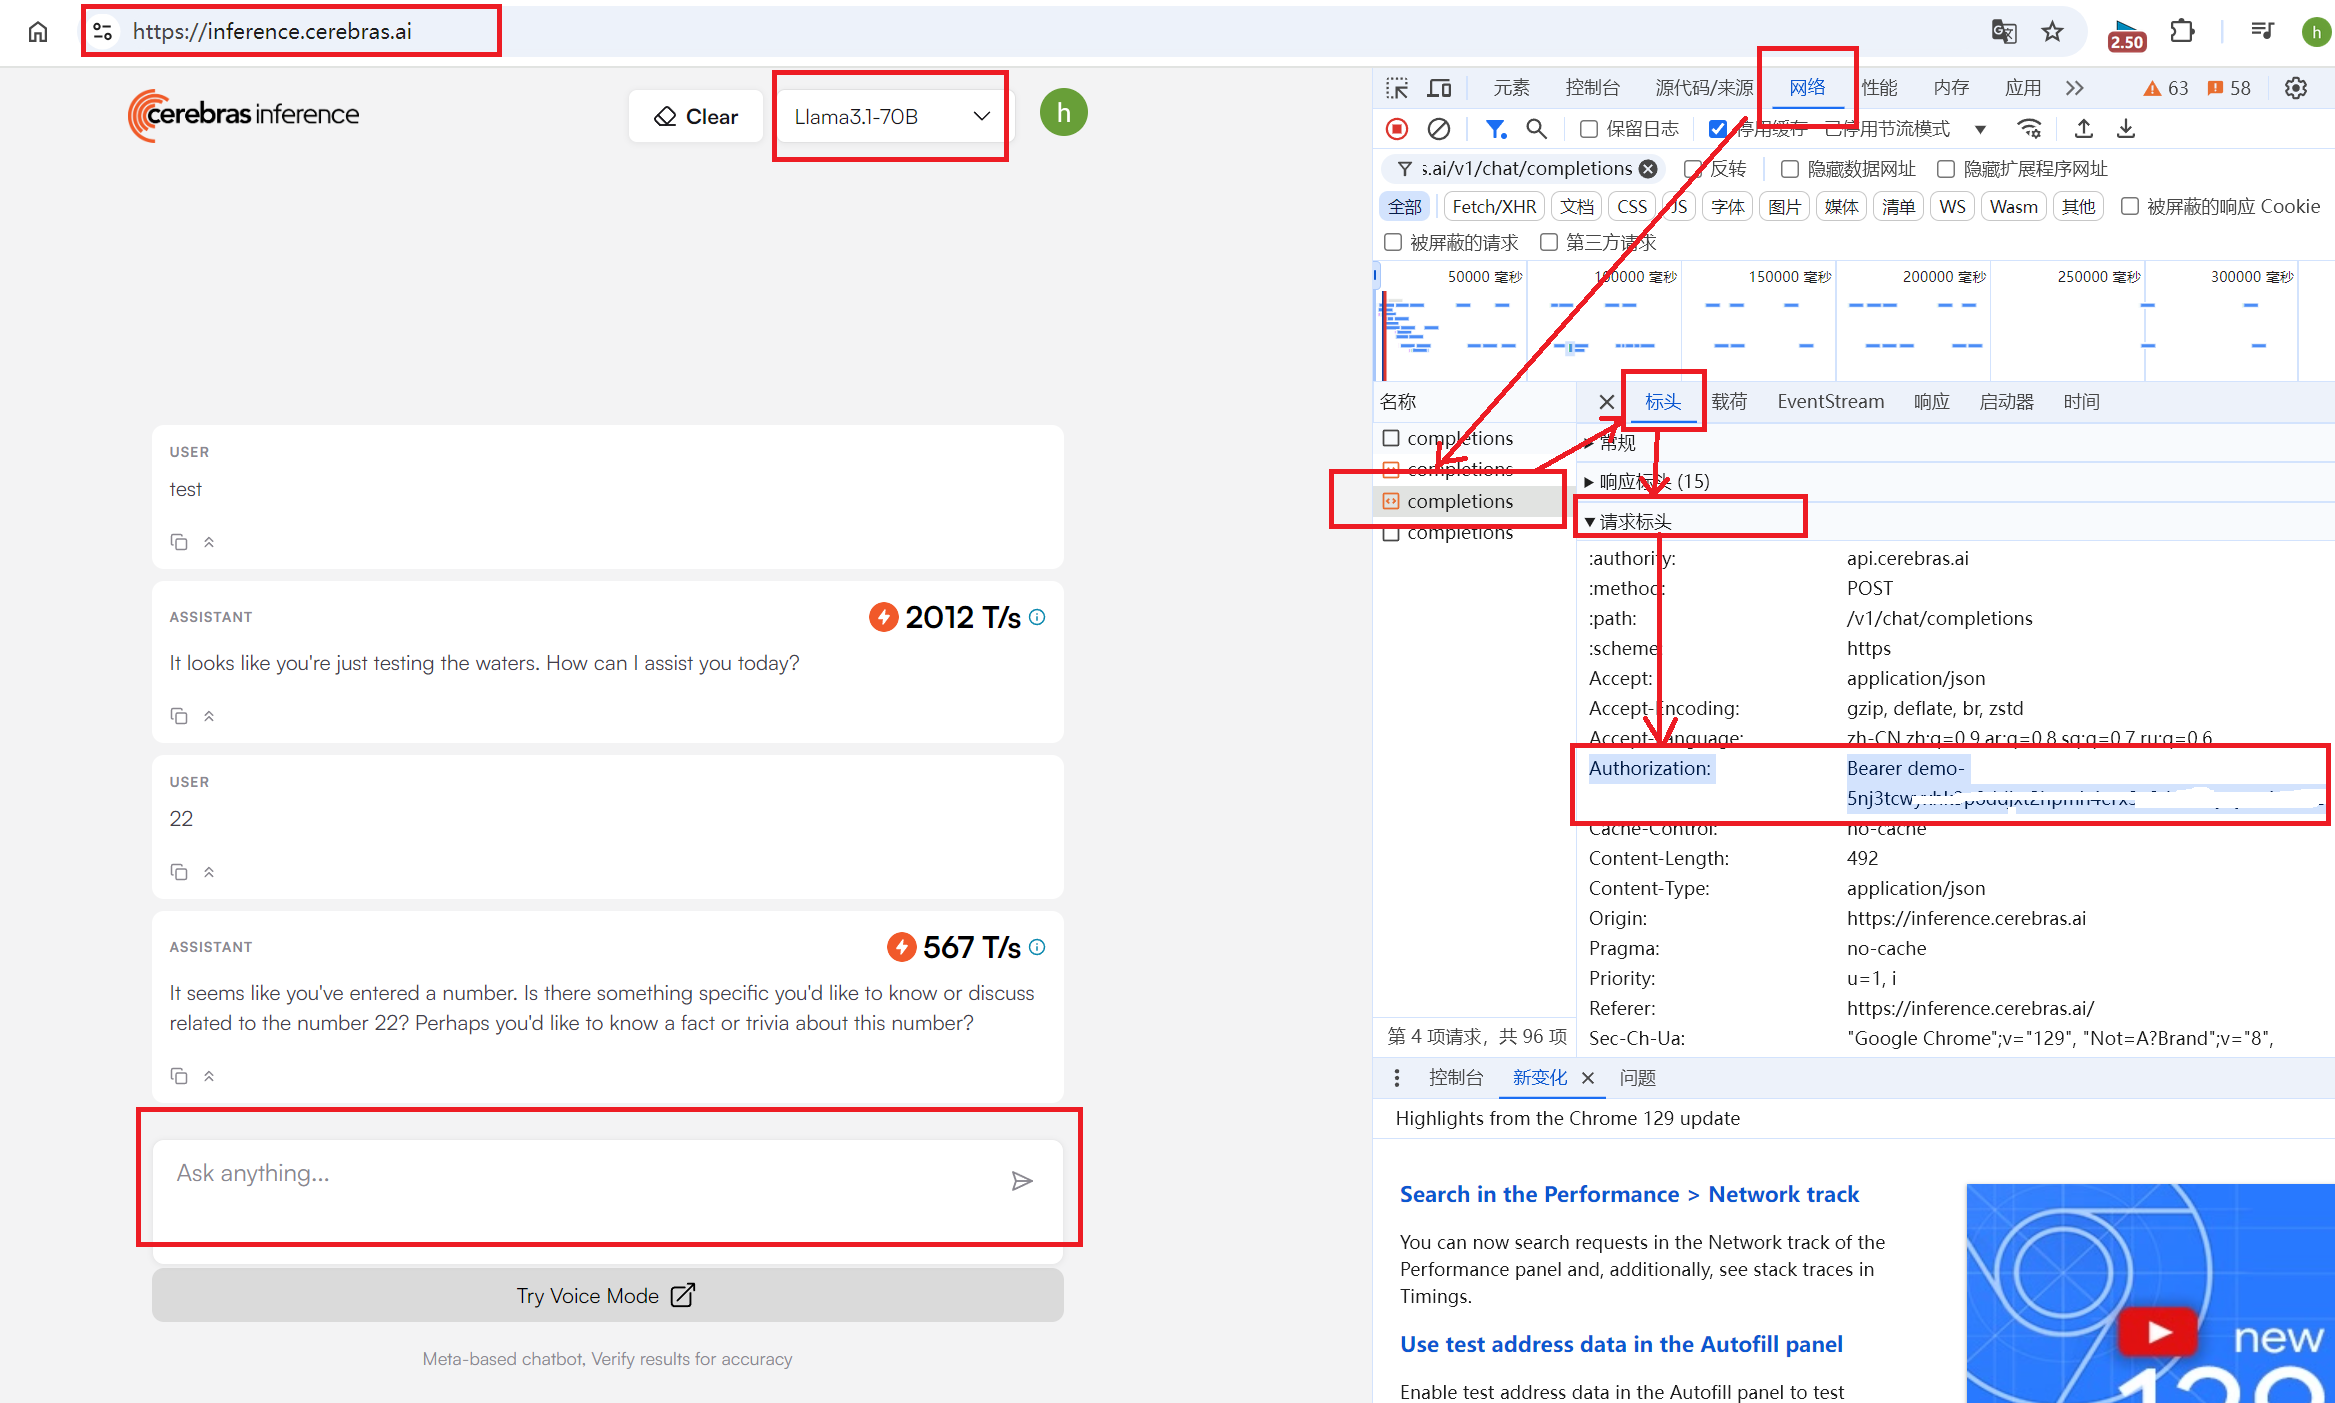 https://inference.cerebras.ai
2.50
h
cerebras inference
Clear
Llama3.1-70B
h
USER
test
ASSISTANT
2012 T/s
It looks like you're just testing the waters. How can I assist you today?
USER
22
ASSISTANT
567 T/s
It seems like you've entered a number. Is there something specific you'd like to know or discuss
related to the number 22? Perhaps you'd like to know a fact or trivia about this number?
Ask anything...
Try Voice Mode
Meta-based chatbot, Verify results for accuracy
元素 控制台 源代码/来源 网络 性能 内存 应用 63 58
保留日志 停用缓存 已停用节流模式
s.ai/v1/chat/completions 反转 隐藏数据网址 隐藏扩展程序网址
全部 Fetch/XHR 文档 CSS JS 字体 图片 媒体 清单 WS Wasm 其他 被屏蔽的响应 Cookie
被屏蔽的请求 第三方请求
50000 毫秒 100000 毫秒 150000 毫秒 200000 毫秒 250000 毫秒 300000 毫秒
名称
completions
completions
completions
completions
第 4 项请求，共 96 项
标头 载荷 EventStream 响应 启动器 时间
常规
响应标头 (15)
请求标头
:authority: api.cerebras.ai
:method: POST
:path: /v1/chat/completions
:scheme: https
Accept: application/json
Accept-Encoding: gzip, deflate, br, zstd
Accept-Language: zh-CN,zh;q=0.9,ar;q=0.8,sq;q=0.7,ru;q=0.6
Authorization: Bearer demo-
Cache-Control: no-cache
Content-Length: 492
Content-Type: application/json
Origin: https://inference.cerebras.ai
Pragma: no-cache
Priority: u=1, i
Referer: https://inference.cerebras.ai/
Sec-Ch-Ua: "Google Chrome";v="129", "Not=A?Brand";v="8",
控制台 新变化 问题
Highlights from the Chrome 129 update
Search in the Performance > Network track
You can now search requests in the Network track of the
Performance panel and, additionally, see stack traces in
Timings.
Use test address data in the Autofill panel
Enable test address data in the Autofill panel to test
new
129